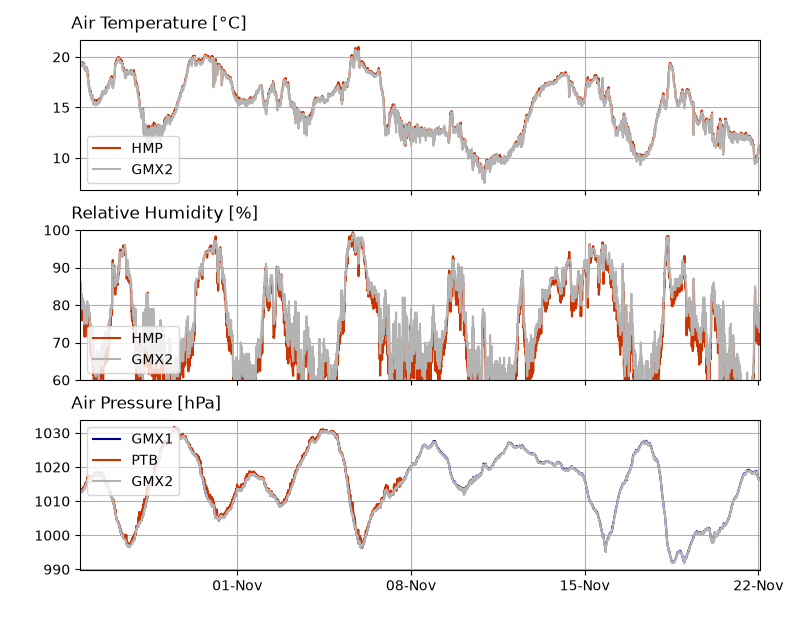 Air Temperature [°C]
20
15
10
HMP
GMX2
Relative Humidity [%]
100
90
80
70
60
HMP
GMX2
Air Pressure [hPa]
1030
1020
1010
1000
990
GMX1
PTB
GMX2
01-Nov 08-Nov 15-Nov 22-Nov